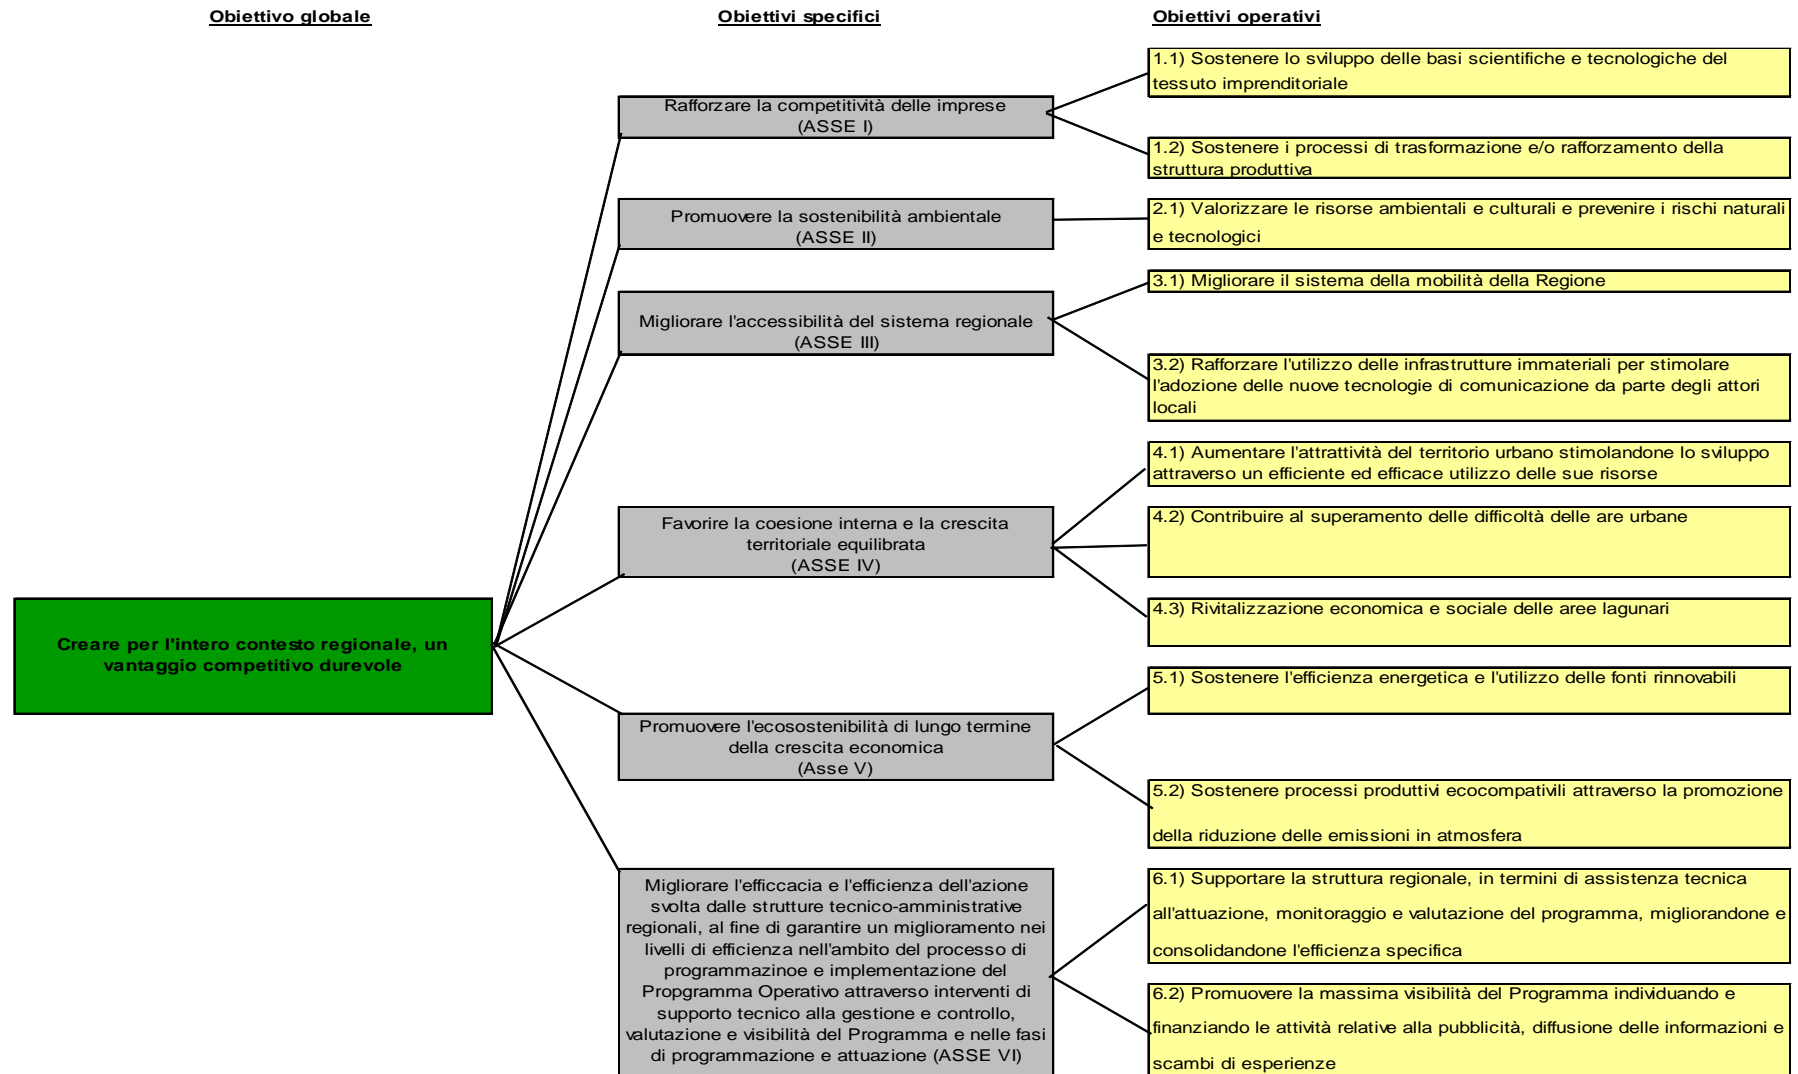 Obiettivo globale
Obiettivi specifici
Obiettivi operativi
Creare per l'intero contesto regionale, un
vantaggio competitivo durevole
Rafforzare la competitività delle imprese
(ASSE I)
1.1) Sostenere lo sviluppo delle basi scientifiche e tecnologiche del
tessuto imprenditoriale
1.2) Sostenere i processi di trasformazione e/o rafforzamento della
struttura produttiva
Promuovere la sostenibilità ambientale
(ASSE II)
2.1) Valorizzare le risorse ambientali e culturali e prevenire i rischi naturali
e tecnologici
Migliorare l'accessibilità del sistema regionale
(ASSE III)
3.1) Migliorare il sistema della mobilità della Regione
3.2) Rafforzare l'utilizzo delle infrastrutture immateriali per stimolare
l'adozione delle nuove tecnologie di comunicazione da parte degli attori
locali
Favorire la coesione interna e la crescita
territoriale equilibrata
(ASSE IV)
4.1) Aumentare l'attrattività del territorio urbano stimolandone lo sviluppo
attraverso un efficiente ed efficace utilizzo delle sue risorse
4.2) Contribuire al superamento delle difficoltà delle are urbane
4.3) Rivitalizzazione economica e sociale delle aree lagunari
Promuovere l'ecosostenibilità di lungo termine
della crescita economica
(Asse V)
5.1) Sostenere l'efficienza energetica e l'utilizzo delle fonti rinnovabili
5.2) Sostenere processi produttivi ecocompativili attraverso la promozione
della riduzione delle emissioni in atmosfera
Migliorare l'efficcacia e l'efficienza dell'azione
svolta dalle strutture tecnico-amministrative
regionali, al fine di garantire un miglioramento nei
livelli di efficienza nell'ambito del processo di
programmazinoe e implementazione del
Propgramma Operativo attraverso interventi di
supporto tecnico alla gestione e controllo,
valutazione e visibilità del Programma e nelle fasi
di programmazione e attuazione (ASSE VI)
6.1) Supportare la struttura regionale, in termini di assistenza tecnica
all'attuazione, monitoraggio e valutazione del programma, migliorandone e
consolidandone l'efficienza specifica
6.2) Promuovere la massima visibilità del Programma individuando e
finanziando le attività relative alla pubblicità, diffusione delle informazioni e
scambi di esperienze